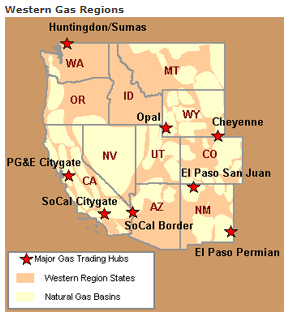 Western Gas Regions
Huntingdon/Sumas
WA
MT
OR
ID
WY
Opal
Cheyenne
NV
UT
CO
PG&E Citygate
CA
El Paso San Juan
SoCal Citygate
AZ
NM
SoCal Border
El Paso Permian
Major Gas Trading Hubs
Western Region States
Natural Gas Basins